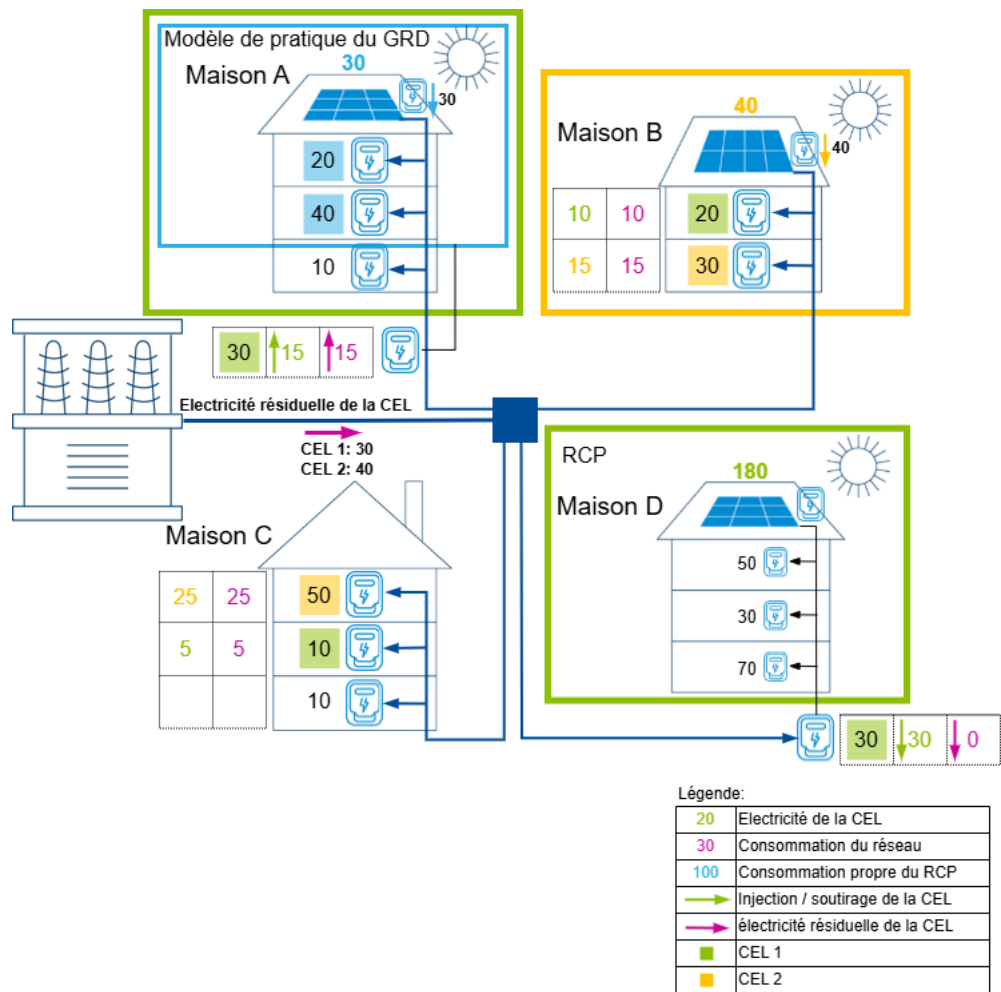 Modèle de pratique du GRD
30
Maison A
30
20
40
10
30 15 15
40
Maison B
40
10 10 20
15 15 30
Electricité résiduelle de la CEL
CEL 1: 30
CEL 2: 40
Maison C
25 25 50
5 5 10
10
RCP
180
Maison D
50
30
70
30 30 0
Légende:
20 Electricité de la CEL
30 Consommation du réseau
100 Consommation propre du RCP
Injection / soutirage de la CEL
électricité résiduelle de la CEL
CEL 1
CEL 2